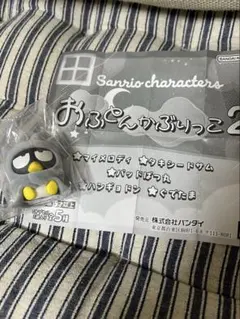 Sanrio characters
おふとんかぶりっこ2
★マイメロディ ★タキシードサム
★バッドばつ丸
★ハンギョドン ★ぐでたま
全5種
発売元 株式会社バンダイ